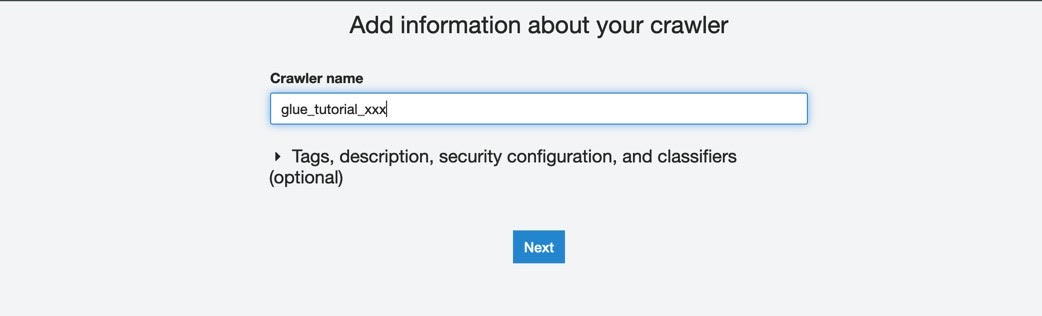 Add information about your crawler
Crawler name
glue_tutorial_xxx
Tags, description, security configuration, and classifiers
(optional)
Next